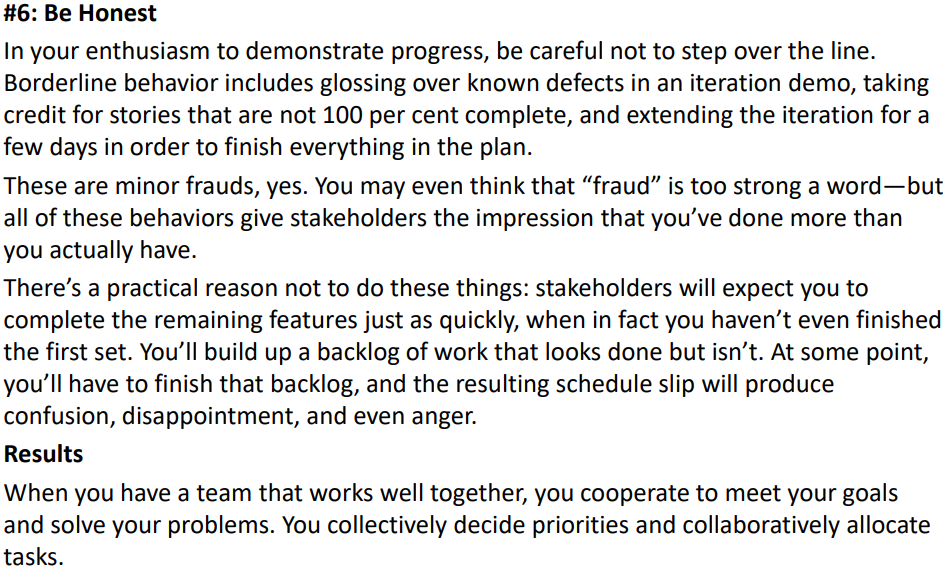 #6: Be Honest
In your enthusiasm to demonstrate progress, be careful not to step over the line.
Borderline behavior includes glossing over known defects in an iteration demo, taking
credit for stories that are not 100 per cent complete, and extending the iteration for a
few days in order to finish everything in the plan.
These are minor frauds, yes. You may even think that “fraud” is too strong a word—but
all of these behaviors give stakeholders the impression that you’ve done more than
you actually have.
There’s a practical reason not to do these things: stakeholders will expect you to
complete the remaining features just as quickly, when in fact you haven’t even finished
the first set. You’ll build up a backlog of work that looks done but isn’t. At some point,
you’ll have to finish that backlog, and the resulting schedule slip will produce
confusion, disappointment, and even anger.
Results
When you have a team that works well together, you cooperate to meet your goals
and solve your problems. You collectively decide priorities and collaboratively allocate
tasks.